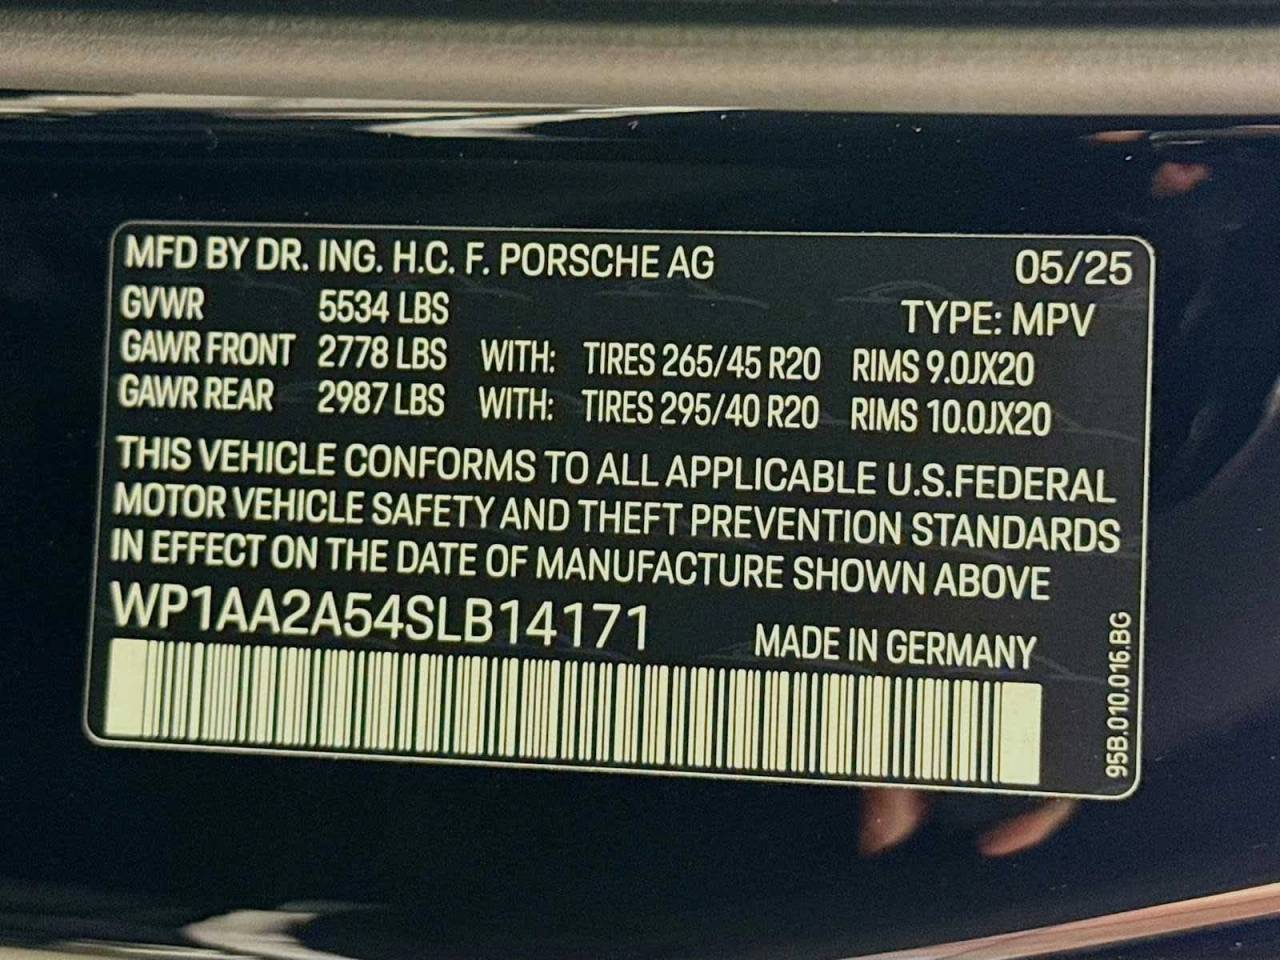 MFD BY DR. ING. H.C. F. PORSCHE AG 05/25
GVWR 5534 LBS TYPE: MPV
GAWR FRONT 2778 LBS WITH: TIRES 265/45 R20 RIMS 9.0JX20
GAWR REAR 2987 LBS WITH: TIRES 295/40 R20 RIMS 10.0JX20
THIS VEHICLE CONFORMS TO ALL APPLICABLE U.S.FEDERAL
MOTOR VEHICLE SAFETY AND THEFT PREVENTION STANDARDS
IN EFFECT ON THE DATE OF MANUFACTURE SHOWN ABOVE
WP1AA2A54SLB14171 MADE IN GERMANY
95B.010.016.BG